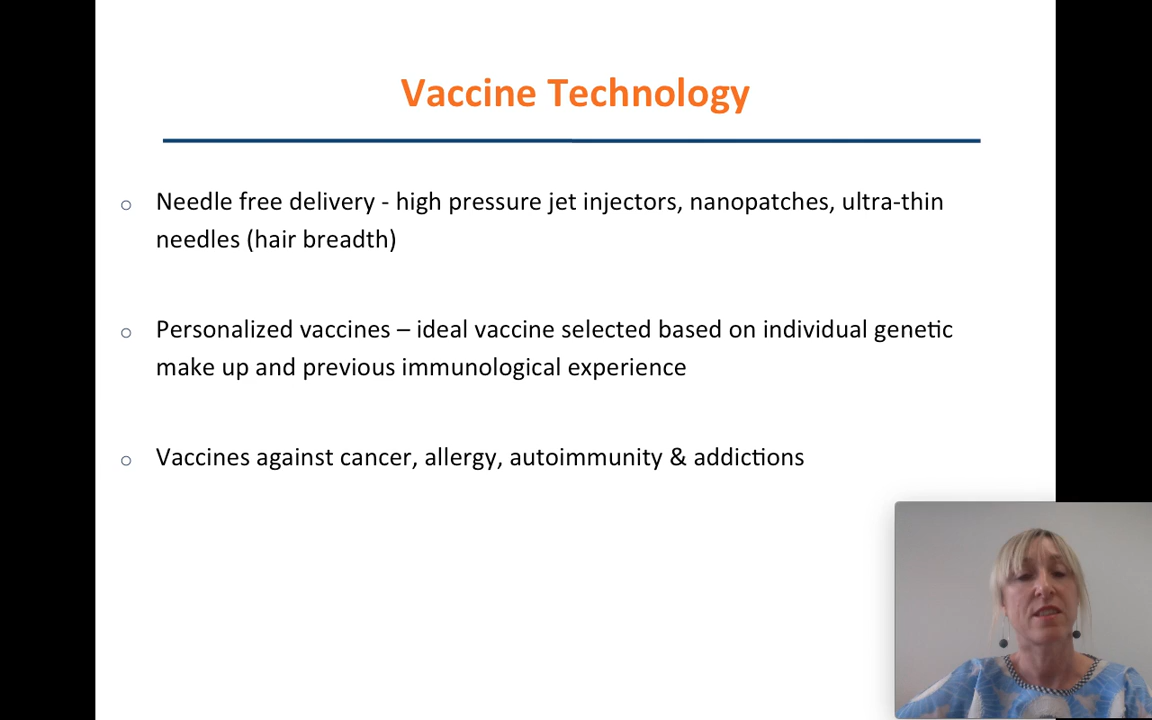 Vaccine Technology
○ Needle free delivery - high pressure jet injectors, nanopatches, ultra-thin
needles (hair breadth)
○ Personalized vaccines – ideal vaccine selected based on individual genetic
make up and previous immunological experience
○ Vaccines against cancer, allergy, autoimmunity & addictions